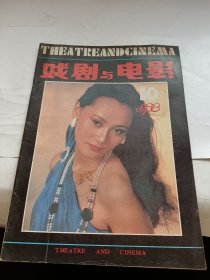 THEATREANDCINEMA
戏剧与电影
THEATRE AND CINEMA